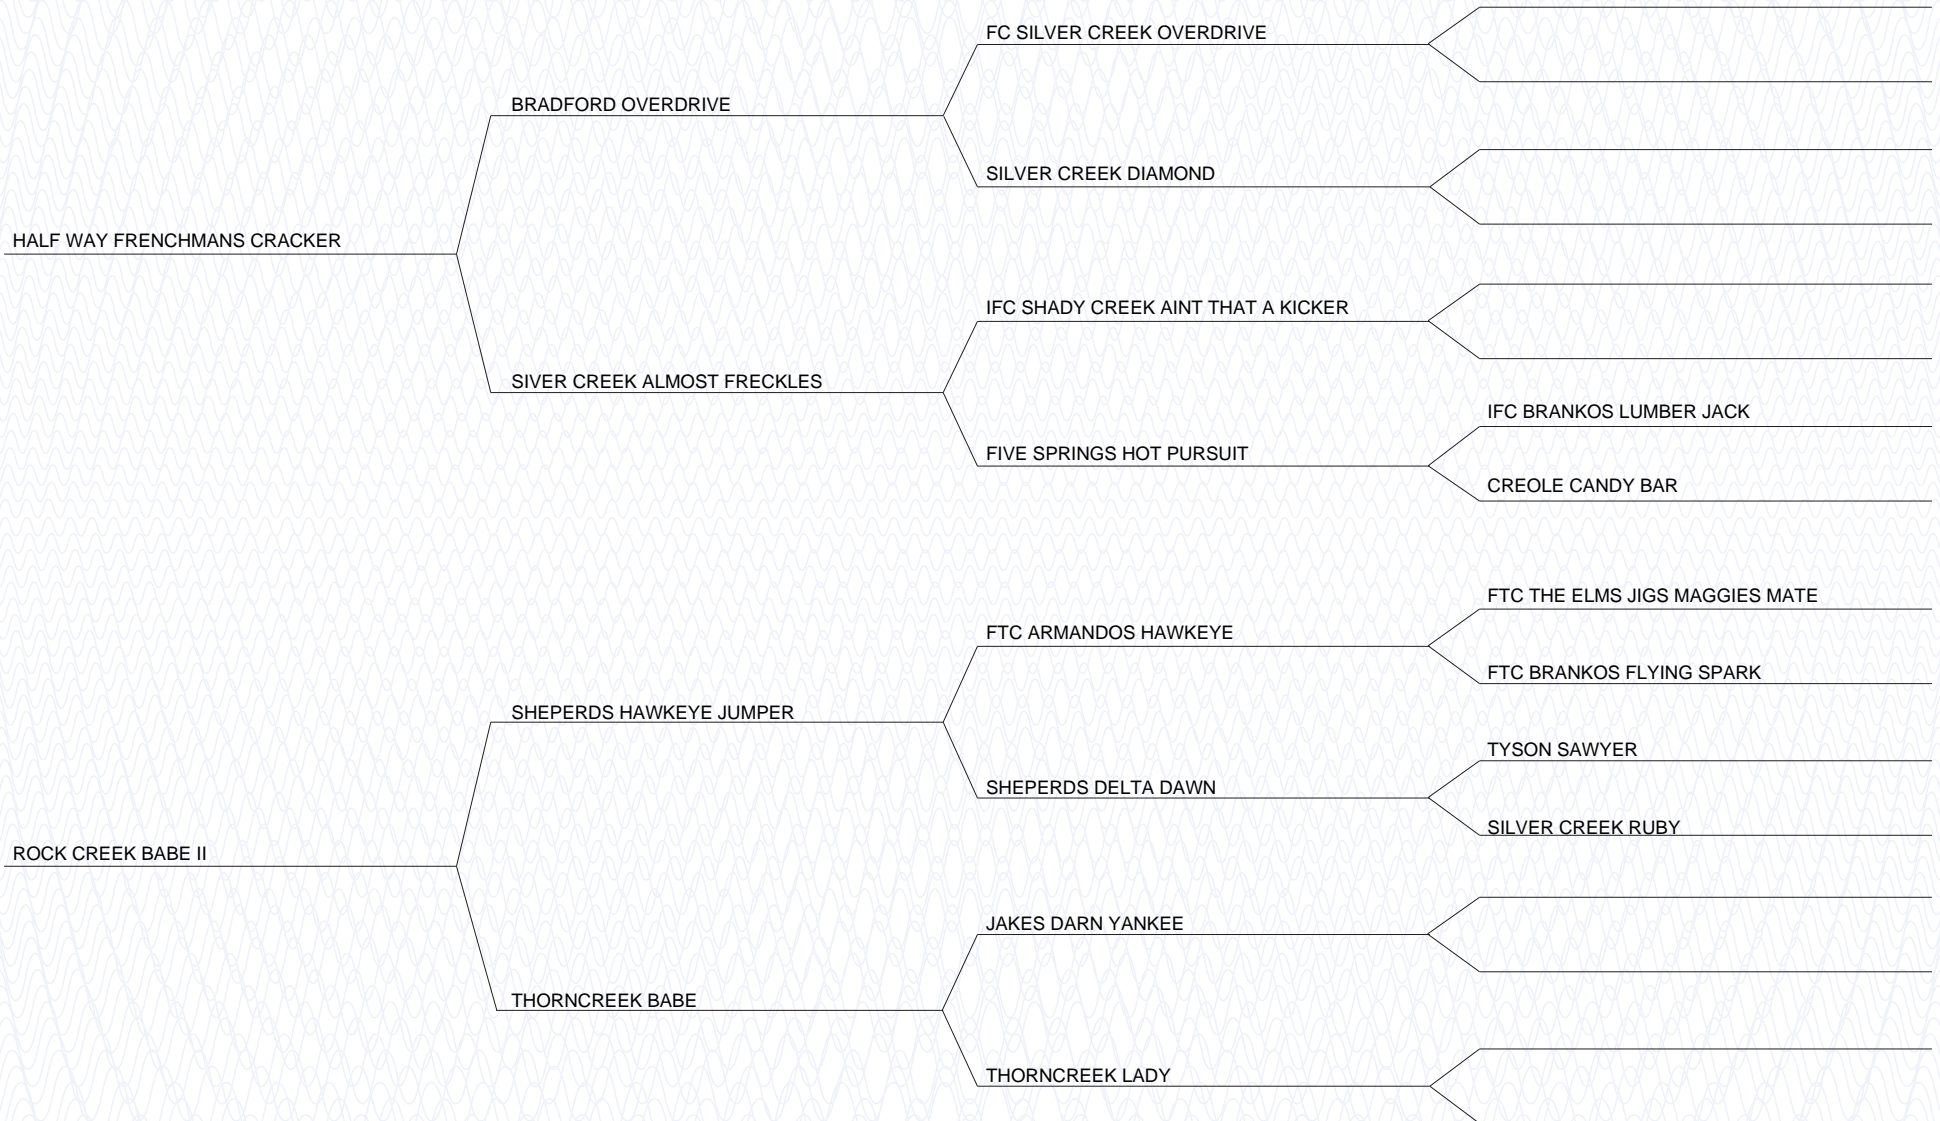 FC SILVER CREEK OVERDRIVE
BRADFORD OVERDRIVE
SILVER CREEK DIAMOND
HALF WAY FRENCHMANS CRACKER
IFC SHADY CREEK AINT THAT A KICKER
SIVER CREEK ALMOST FRECKLES
IFC BRANKOS LUMBER JACK
FIVE SPRINGS HOT PURSUIT
CREOLE CANDY BAR
FTC THE ELMS JIGS MAGGIES MATE
FTC ARMANDOS HAWKEYE
FTC BRANKOS FLYING SPARK
SHEPERDS HAWKEYE JUMPER
TYSON SAWYER
SHEPERDS DELTA DAWN
SILVER CREEK RUBY
ROCK CREEK BABE II
JAKES DARN YANKEE
THORNCREEK BABE
THORNCREEK LADY